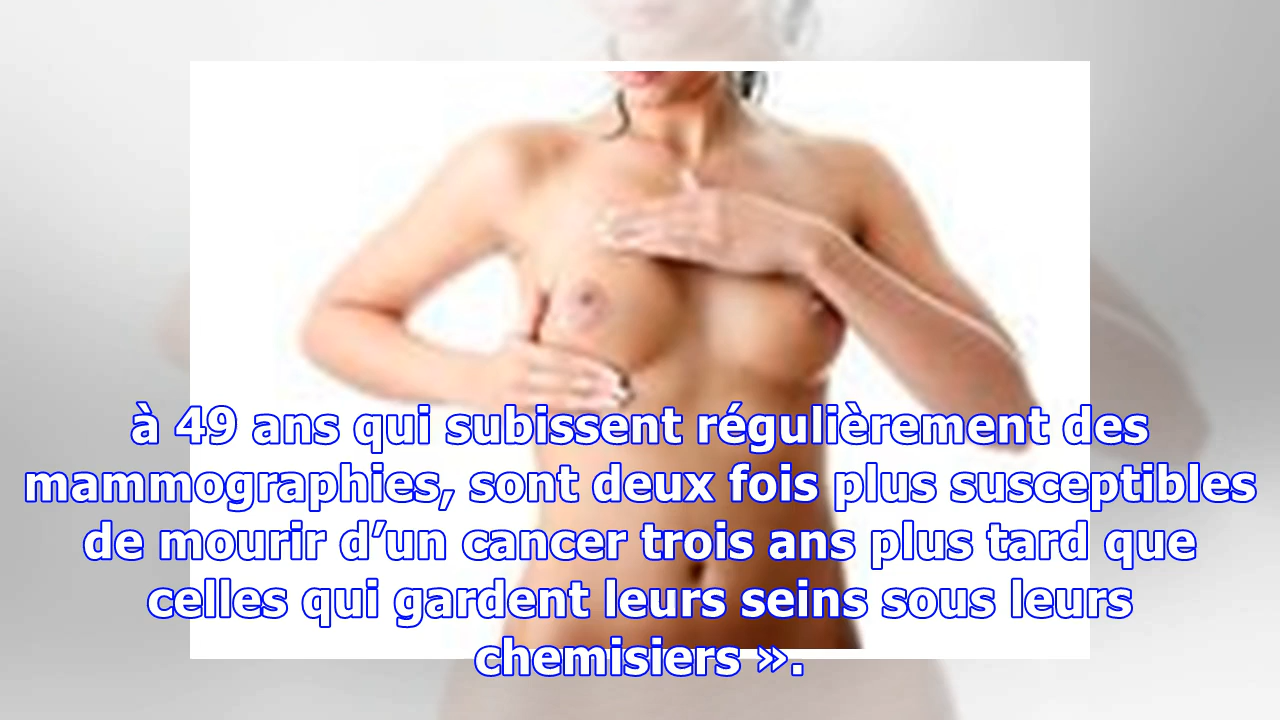 à 49 ans qui subissent régulièrement des
mammographies, sont deux fois plus susceptibles
de mourir d’un cancer trois ans plus tard que
celles qui gardent leurs seins sous leurs
chemisiers ».